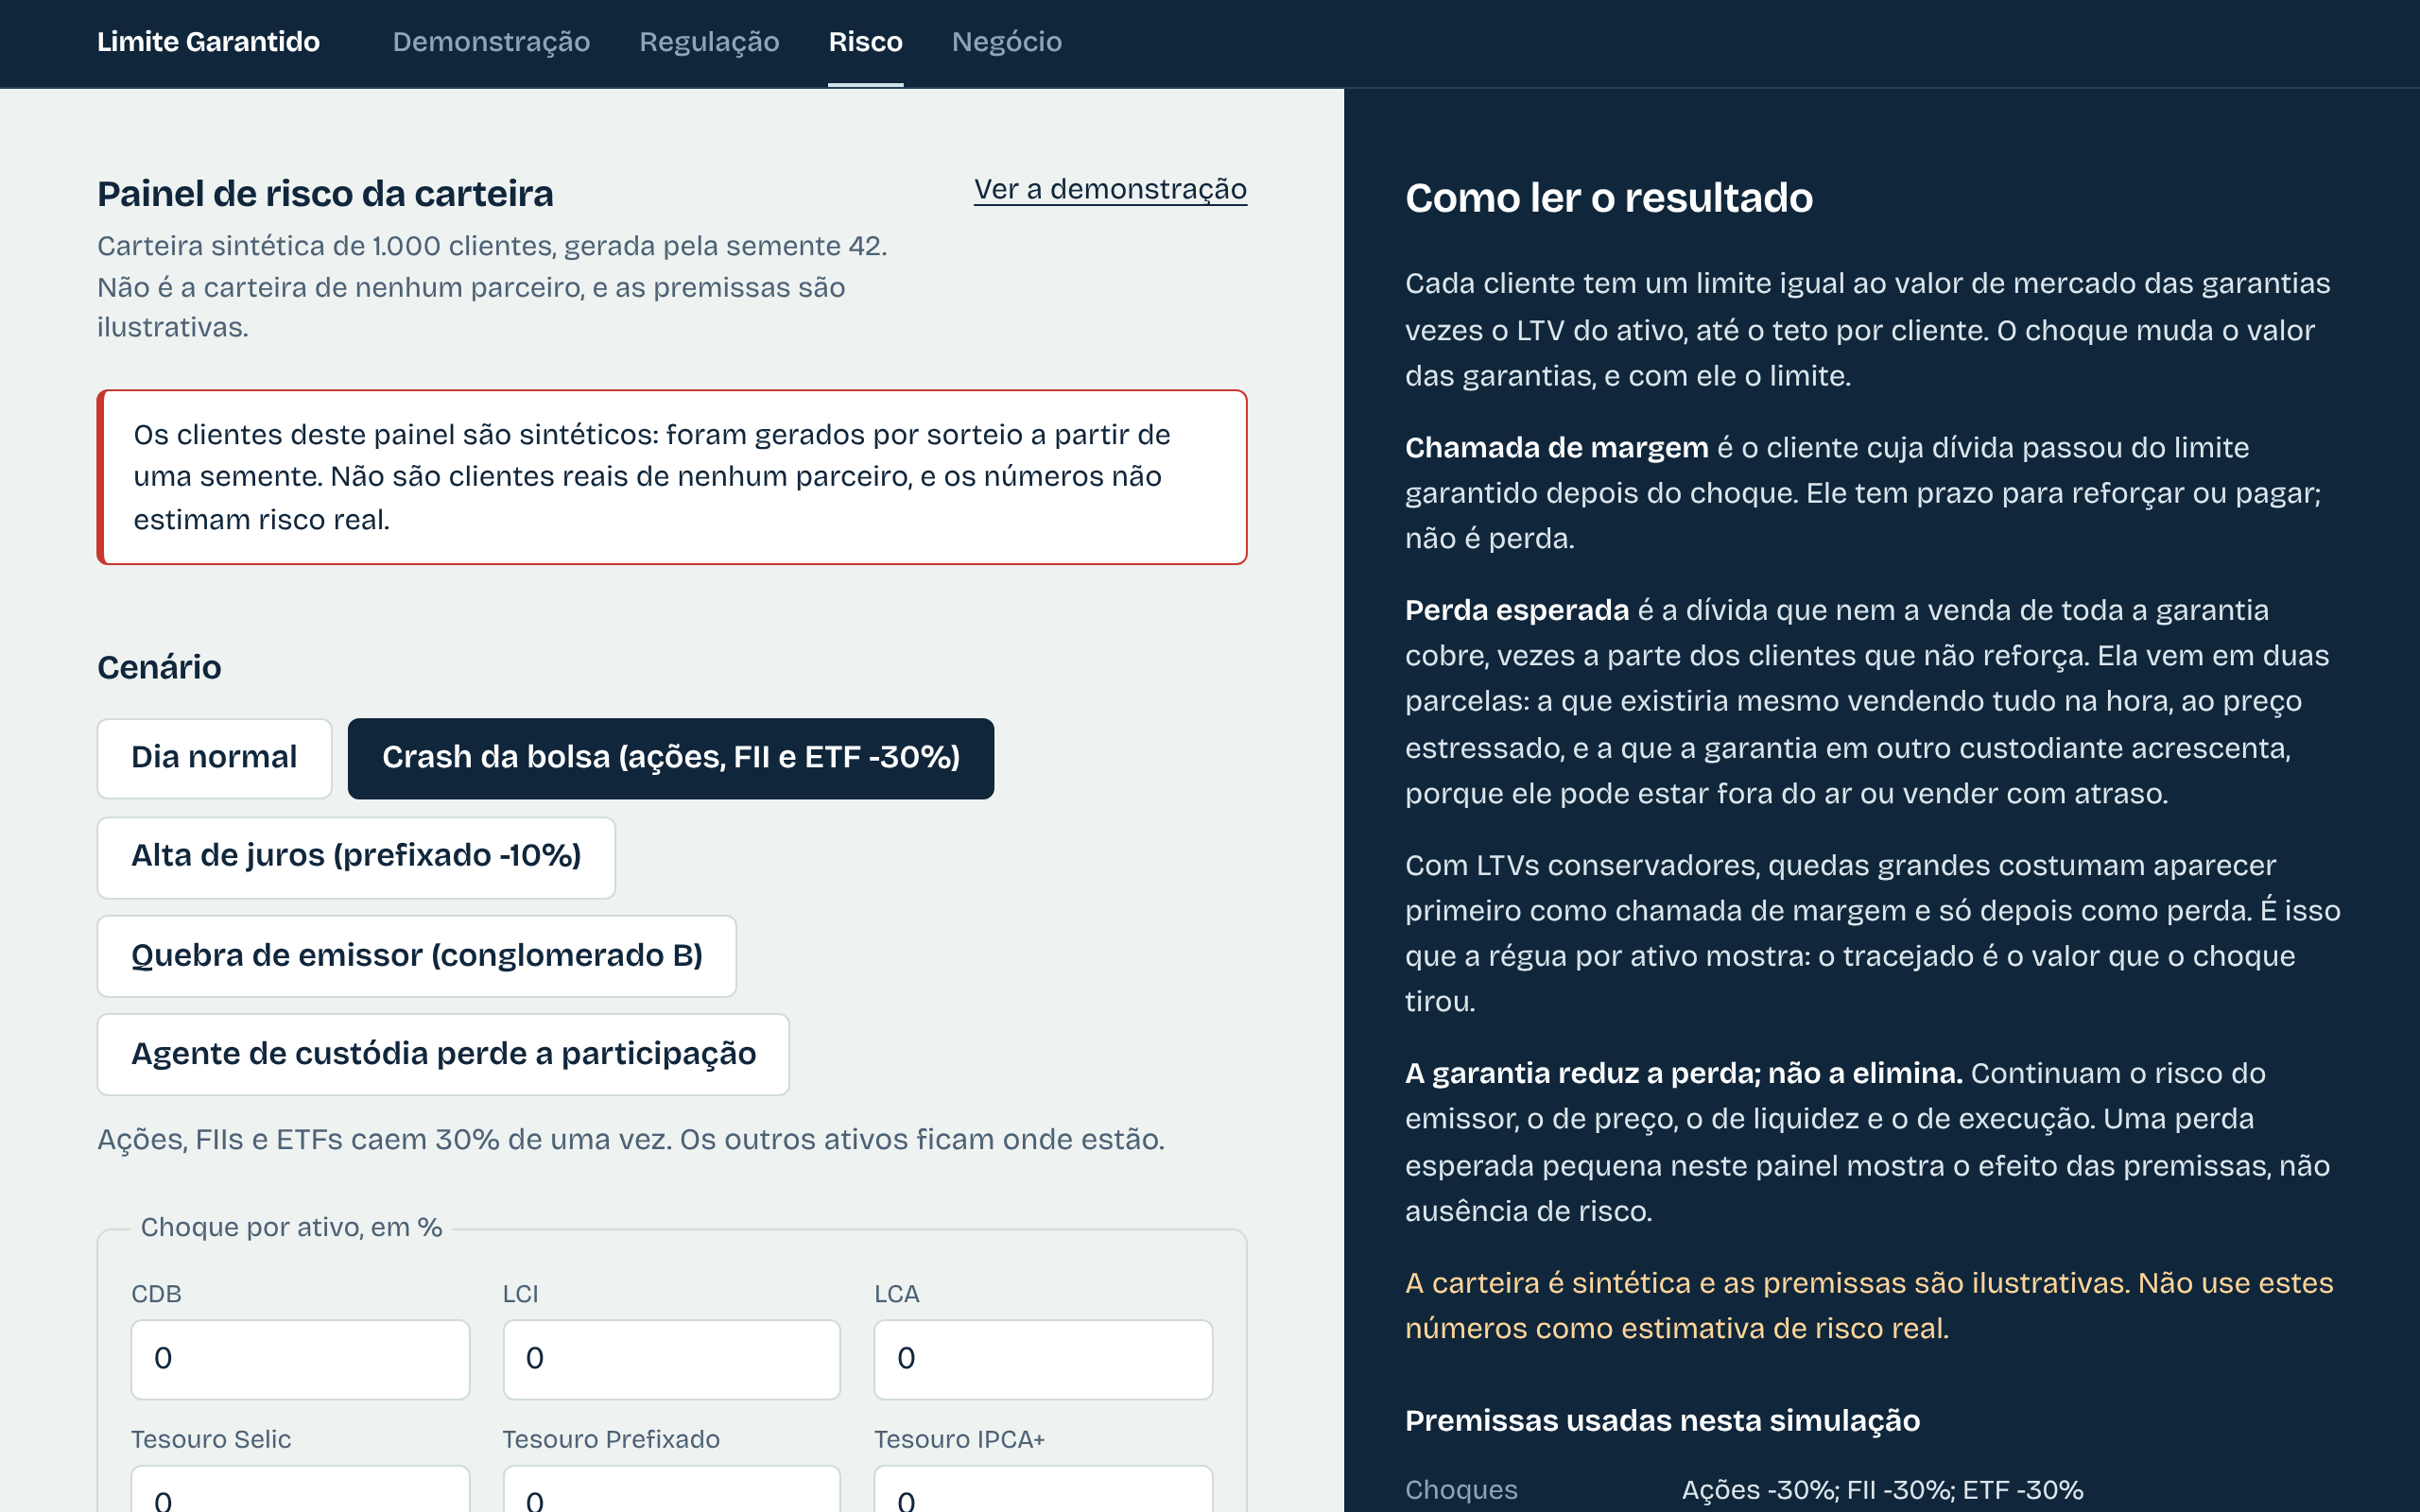 Limite Garantido
Demonstração
Regulação
Risco
Negócio
Painel de risco da carteira
Ver a demonstração
Carteira sintética de 1.000 clientes, gerada pela semente 42.
Não é a carteira de nenhum parceiro, e as premissas são
ilustrativas.
Os clientes deste painel são sintéticos: foram gerados por sorteio a partir de
uma semente. Não são clientes reais de nenhum parceiro, e os números não
estimam risco real.
Cenário
Dia normal
Crash da bolsa (ações, FII e ETF -30%)
Alta de juros (prefixado -10%)
Quebra de emissor (conglomerado B)
Agente de custódia perde a participação
Ações, FIIs e ETFs caem 30% de uma vez. Os outros ativos ficam onde estão.
Choque por ativo, em %
CDB
LCI
LCA
0
0
0
Tesouro Selic
Tesouro Prefixado
Tesouro IPCA+
0
0
0
Como ler o resultado
Cada cliente tem um limite igual ao valor de mercado das garantias
vezes o LTV do ativo, até o teto por cliente. O choque muda o valor
das garantias, e com ele o limite.
Chamada de margem é o cliente cuja dívida passou do limite
garantido depois do choque. Ele tem prazo para reforçar ou pagar;
não é perda.
Perda esperada é a dívida que nem a venda de toda a garantia
cobre, vezes a parte dos clientes que não reforça. Ela vem em duas
parcelas: a que existiria mesmo vendendo tudo na hora, ao preço
estressado, e a que a garantia em outro custodiante acrescenta,
porque ele pode estar fora do ar ou vender com atraso.
Com LTVs conservadores, quedas grandes costumam aparecer
primeiro como chamada de margem e só depois como perda. É isso
que a régua por ativo mostra: o tracejado é o valor que o choque
tirou.
A garantia reduz a perda; não a elimina. Continuam o risco do
emissor, o de preço, o de liquidez e o de execução. Uma perda
esperada pequena neste painel mostra o efeito das premissas, não
ausência de risco.
A carteira é sintética e as premissas são ilustrativas. Não use estes
números como estimativa de risco real.
Premissas usadas nesta simulação
Choques
Ações -30%; FII -30%; ETF -30%